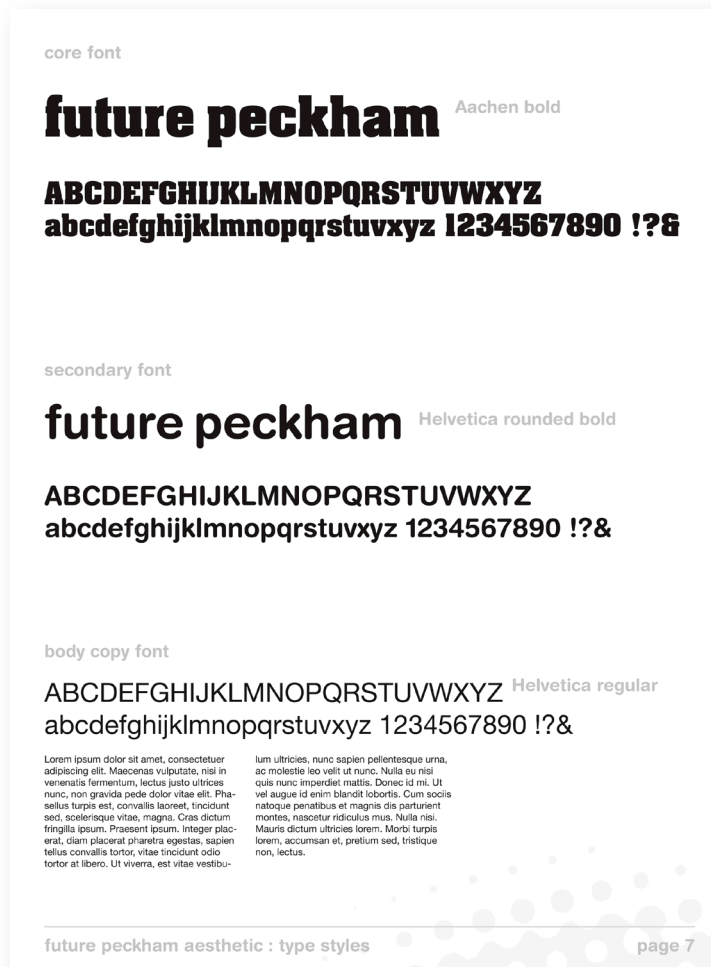 core font
future peckham Aachen bold
ABCDEFGHIJKLMNOPQRSTUVWXYZ
abcdefghijklmnopqrstuvxyz 1234567890 !?&
secondary font
future peckham Helvetica rounded bold
ABCDEFGHIJKLMNOPQRSTUVWXYZ
abcdefghijklmnopqrstuvxyz 1234567890 !?&
body copy font
ABCDEFGHIJKLMNOPQRSTUVWXYZ Helvetica regular
abcdefghijklmnopqrstuvxyz 1234567890 !?&
Lorem ipsum dolor sit amet, consectetuer
adipiscing elit. Maecenas vulputate, nisi in
venenatis fermentum, lectus justo ultrices
nunc, non gravida pede dolor vitae elit. Pha-
sellus turpis est, convallis laoreet, tincidunt
sed, scelerisque vitae, magna. Cras dictum
fringilla ipsum. Praesent ipsum. Integer plac-
erat, diam placerat pharetra egestas, sapien
tellus convallis tortor, vitae tincidunt odio
tortor at libero. Ut viverra, est vitae vestibu-
lum ultricies, nunc sapien pellentesque urna,
ac molestie leo velit ut nunc. Nulla eu nisi
quis nunc imperdiet mattis. Donec id mi. Ut
vel augue id enim blandit lobortis. Cum sociis
natoque penatibus et magnis dis parturient
montes, nascetur ridiculus mus. Nulla nisi.
Mauris dictum ultricies lorem. Morbi turpis
lorem, accumsan et, pretium sed, tristique
non, lectus.
future peckham aesthetic : type styles page 7